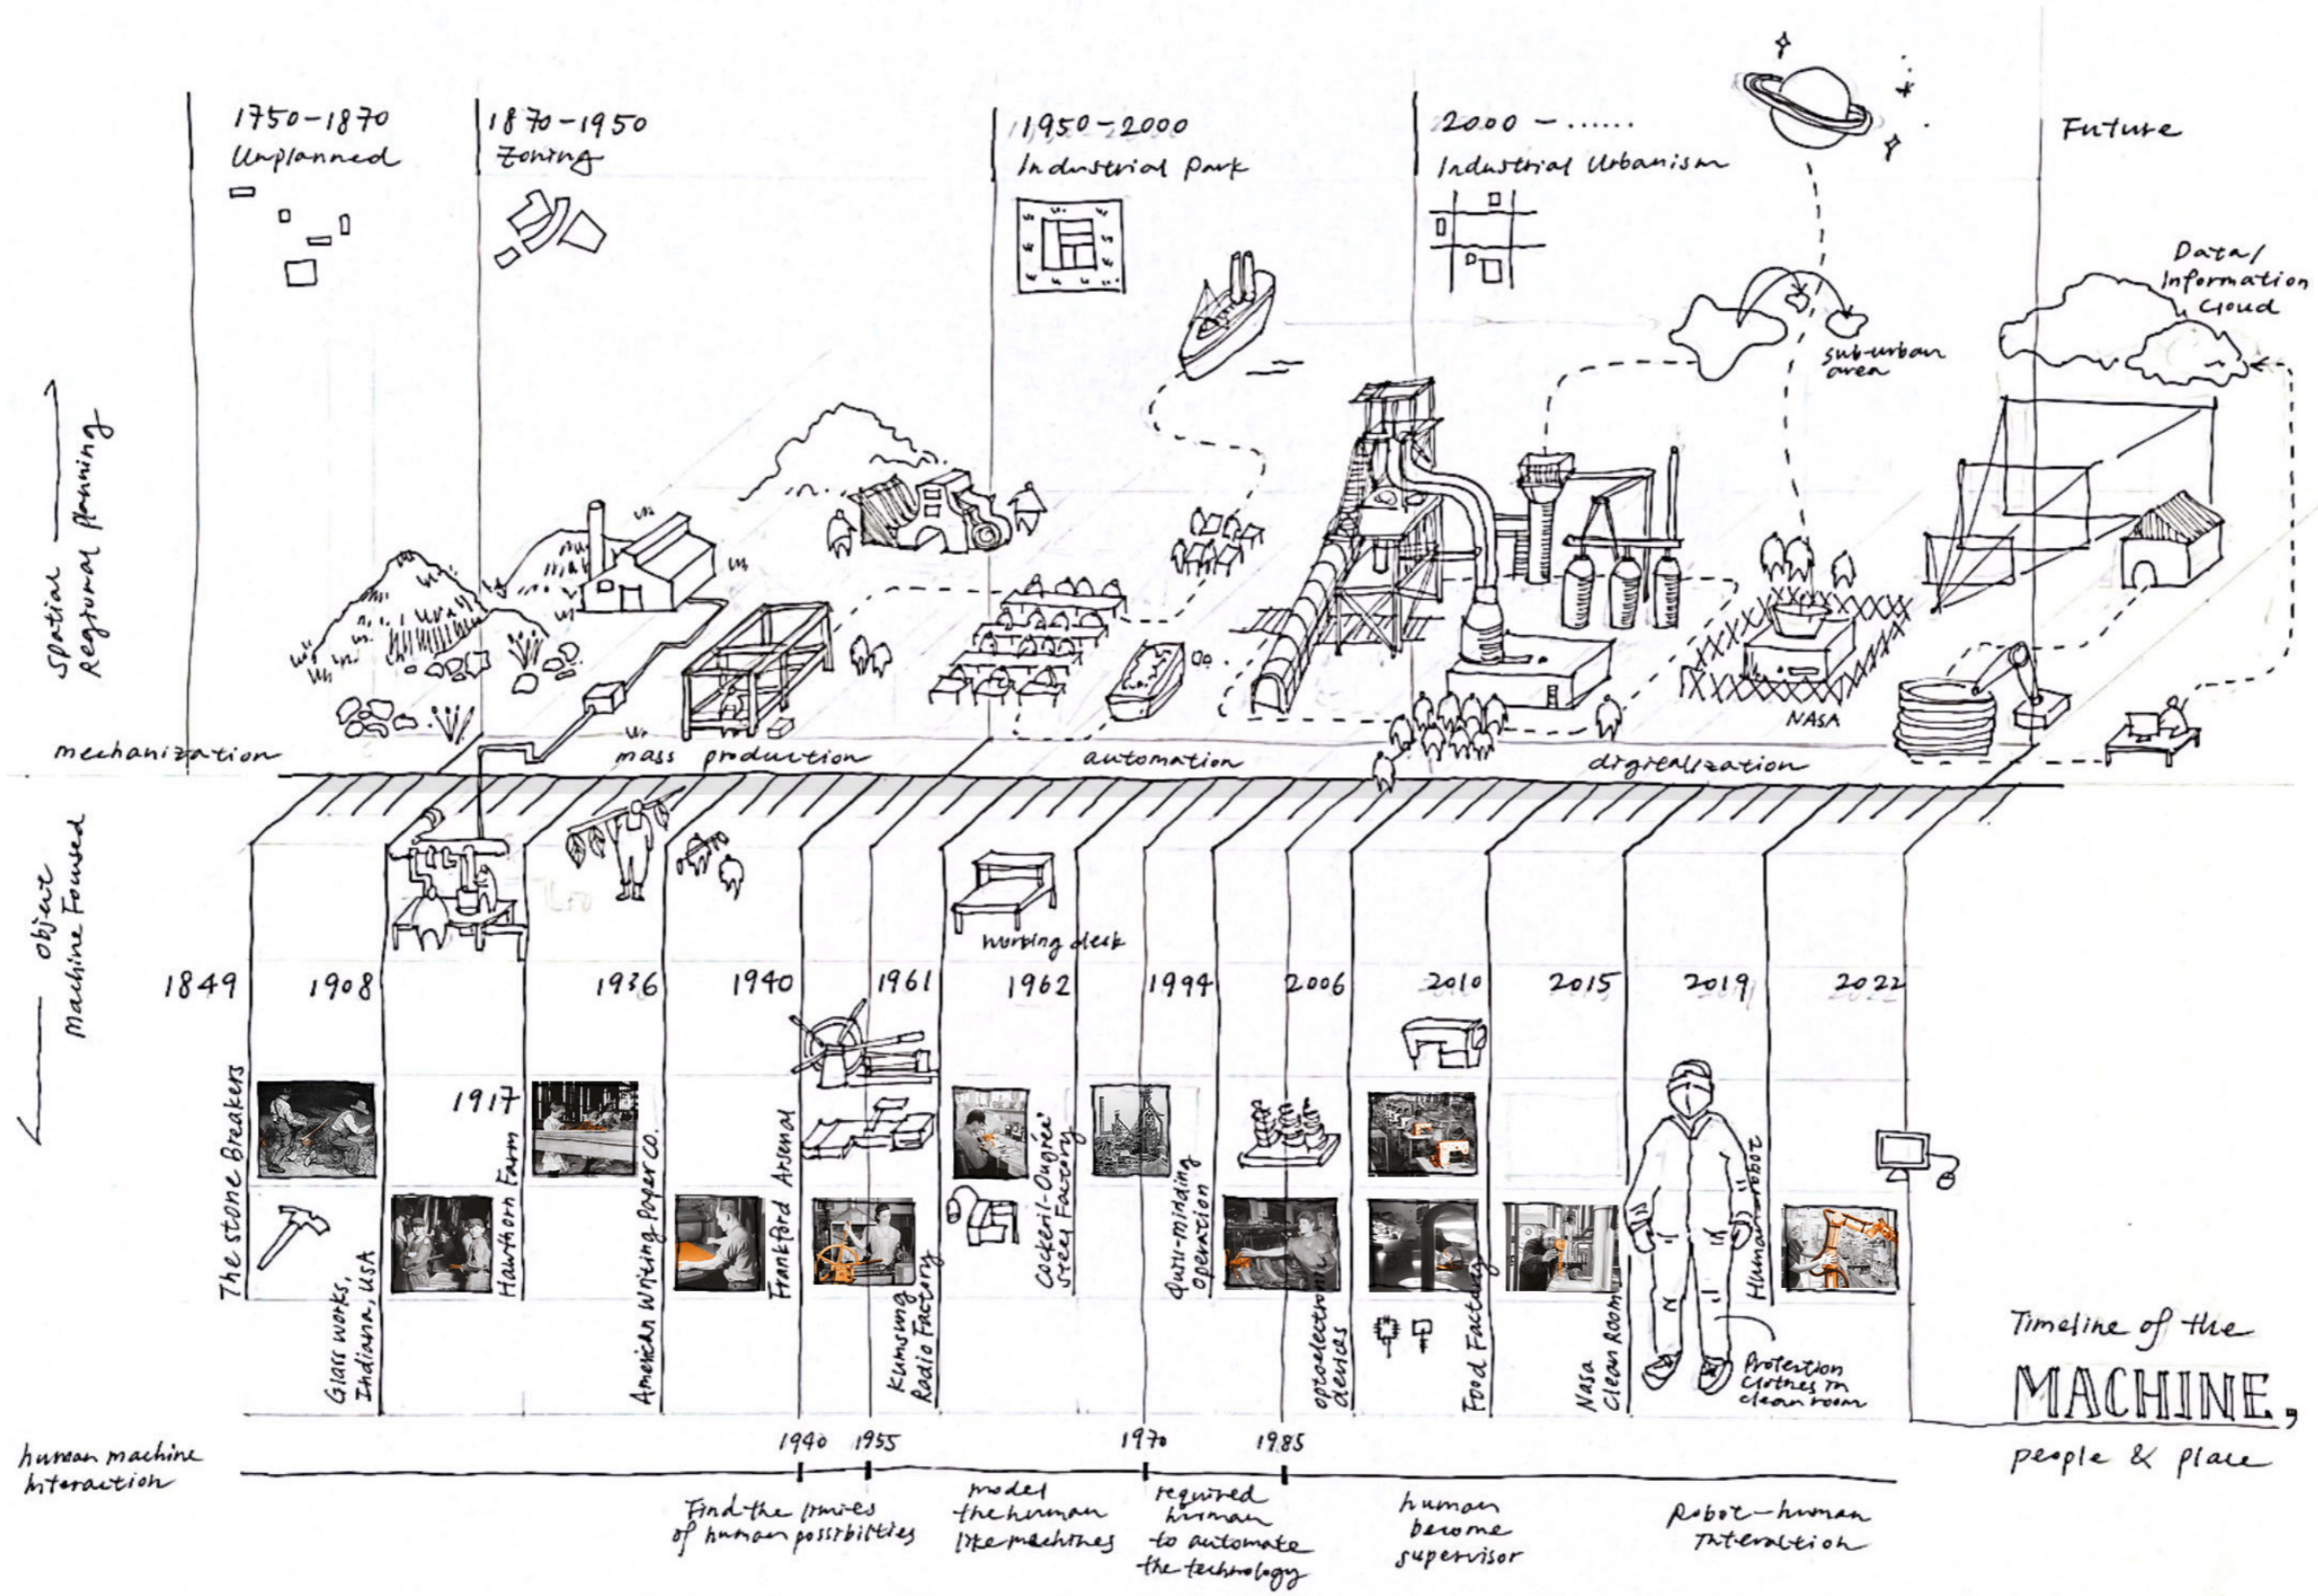 1750-1870
Unplanned
1870-1950
Zoning
1950-2000
Industrial Park
2000 - ......
Industrial Urbanism
Future
Data/
Information
Cloud
sub-urban
area
Spatial
Regional Planning
NASA
mechanization
mass production
automation
digitalization
object
Machine Focused
working desk
1849
1908
1936
1940
1961
1962
1994
2006
2010
2015
2019
2022
1917
The stone Breakers
Glass works,
Indiana, USA
Hawthorn Farm
American Writing Paper Co.
Frankford Arsenal
Kumsung
Radio Factory
Cockeril-Ougrée
steel Factory
operation
optoelectronic
devices
Food Factory
Nasa
Clean Room
Human-robot
Protection
clothes in
clean room
Timeline of the
MACHINE,
people & place
human machine
interaction
1940
1955
1970
1985
Find the limies
of human possibilties
model
the human
like machines
required
human
to automate
the technology
human
become
supervisor
Robot-human
interaction